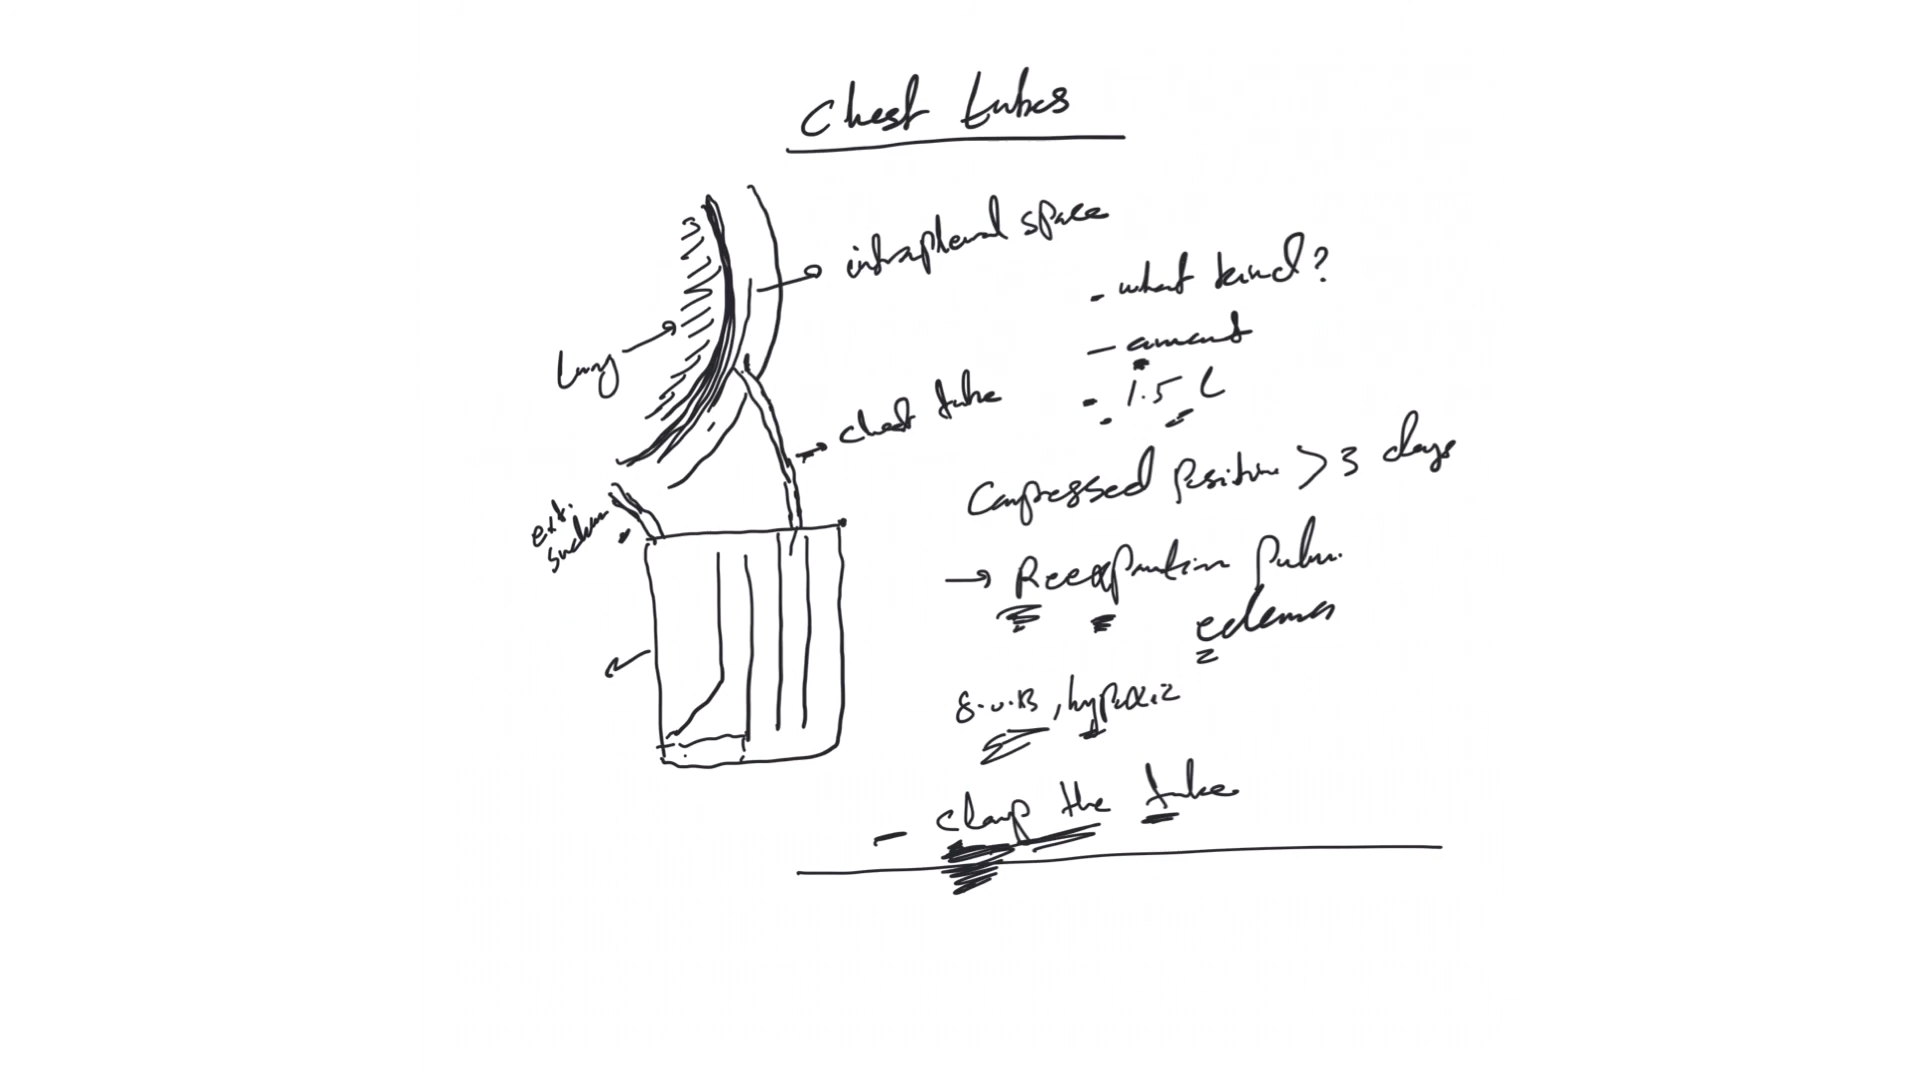 Chest tubes
intrapleural space
- what kind?
- amount
Lung
- 1.5 L
chest tube
Compressed position > 3 days
ext. suction
→ Reexpantion pulm.
edema
S.O.B, hypoxia
- clamp the tube